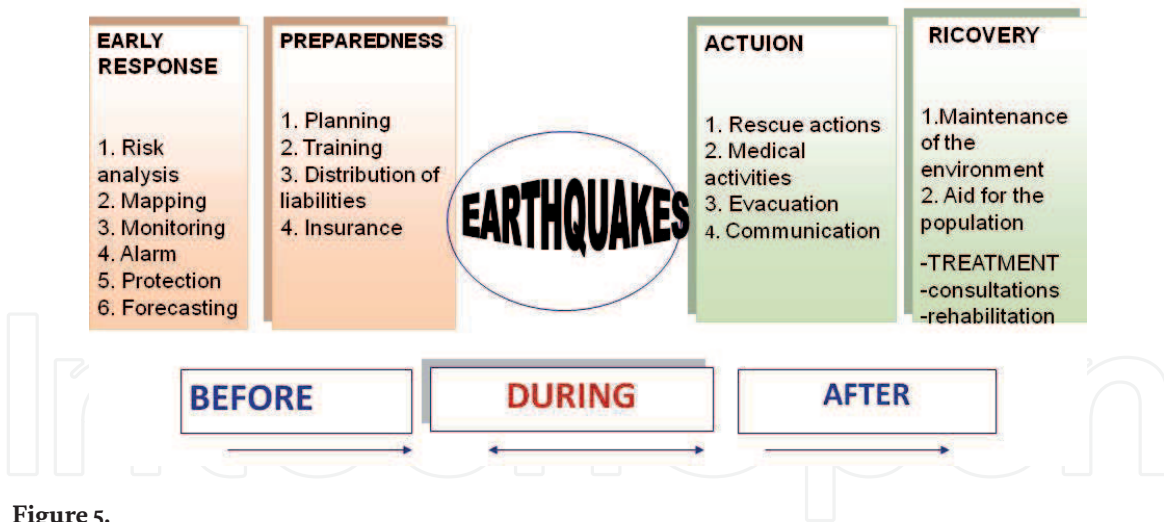 EARLY
RESPONSE
1. Risk
analysis
2. Mapping
3. Monitoring
4. Alarm
5. Protection
6. Forecasting
PREPAREDNESS
1. Planning
2. Training
3. Distribution of
liabilities
4. Insurance
EARTHQUAKES
ACTUION
1. Rescue actions
2. Medical
activities
3. Evacuation
4. Communication
RICOVERY
1.Maintenance
of the
environment
2. Aid for the
population
-TREATMENT
-consultations
-rehabilitation
BEFORE
DURING
AFTER
IntechOpen
Figure 5.